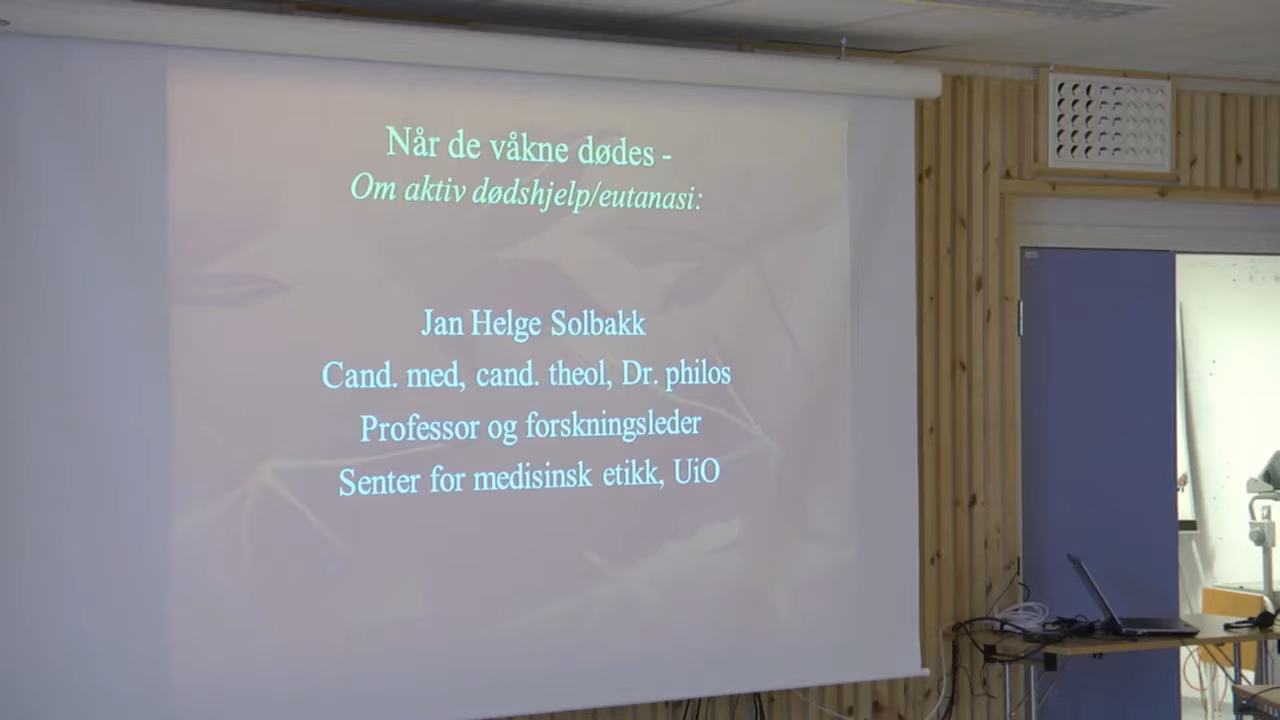 Når de våkne dødes -
Om aktiv dødshjelp/eutanasi:
Jan Helge Solbakk
Cand. med, cand. theol, Dr. philos
Professor og forskningsleder
Senter for medisinsk etikk, UiO